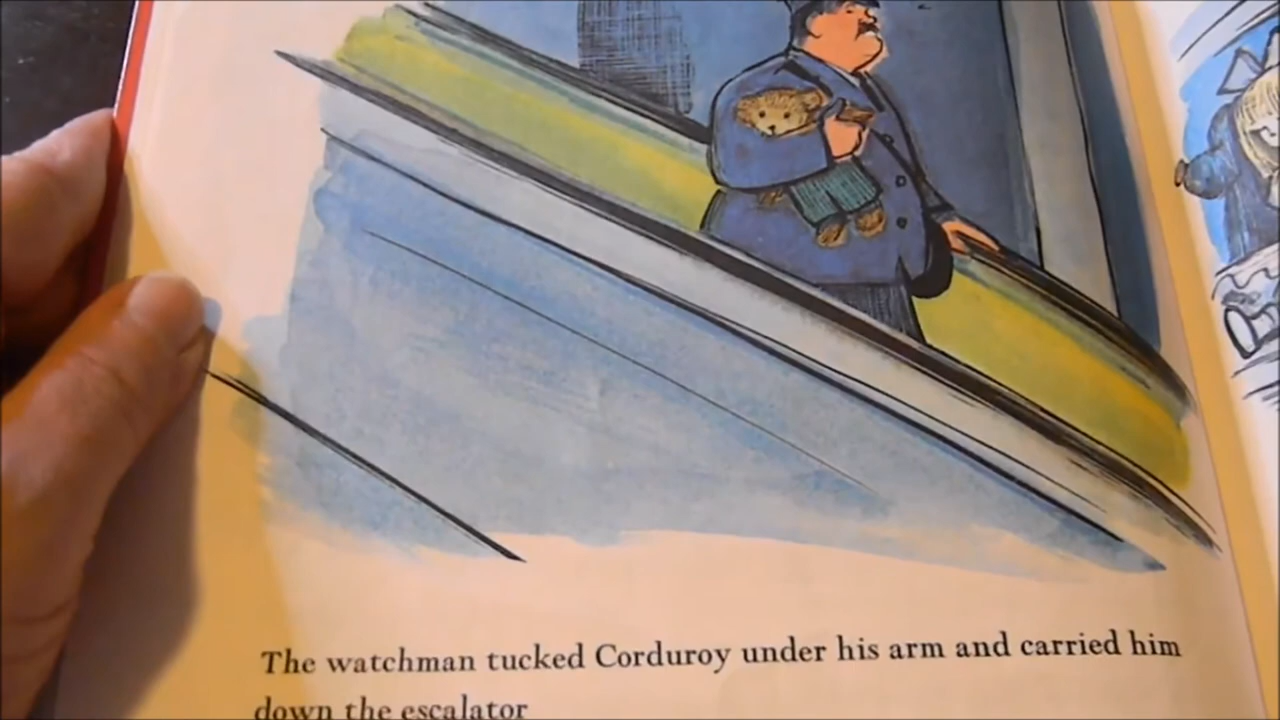 The watchman tucked Corduroy under his arm and carried him
down the escalator